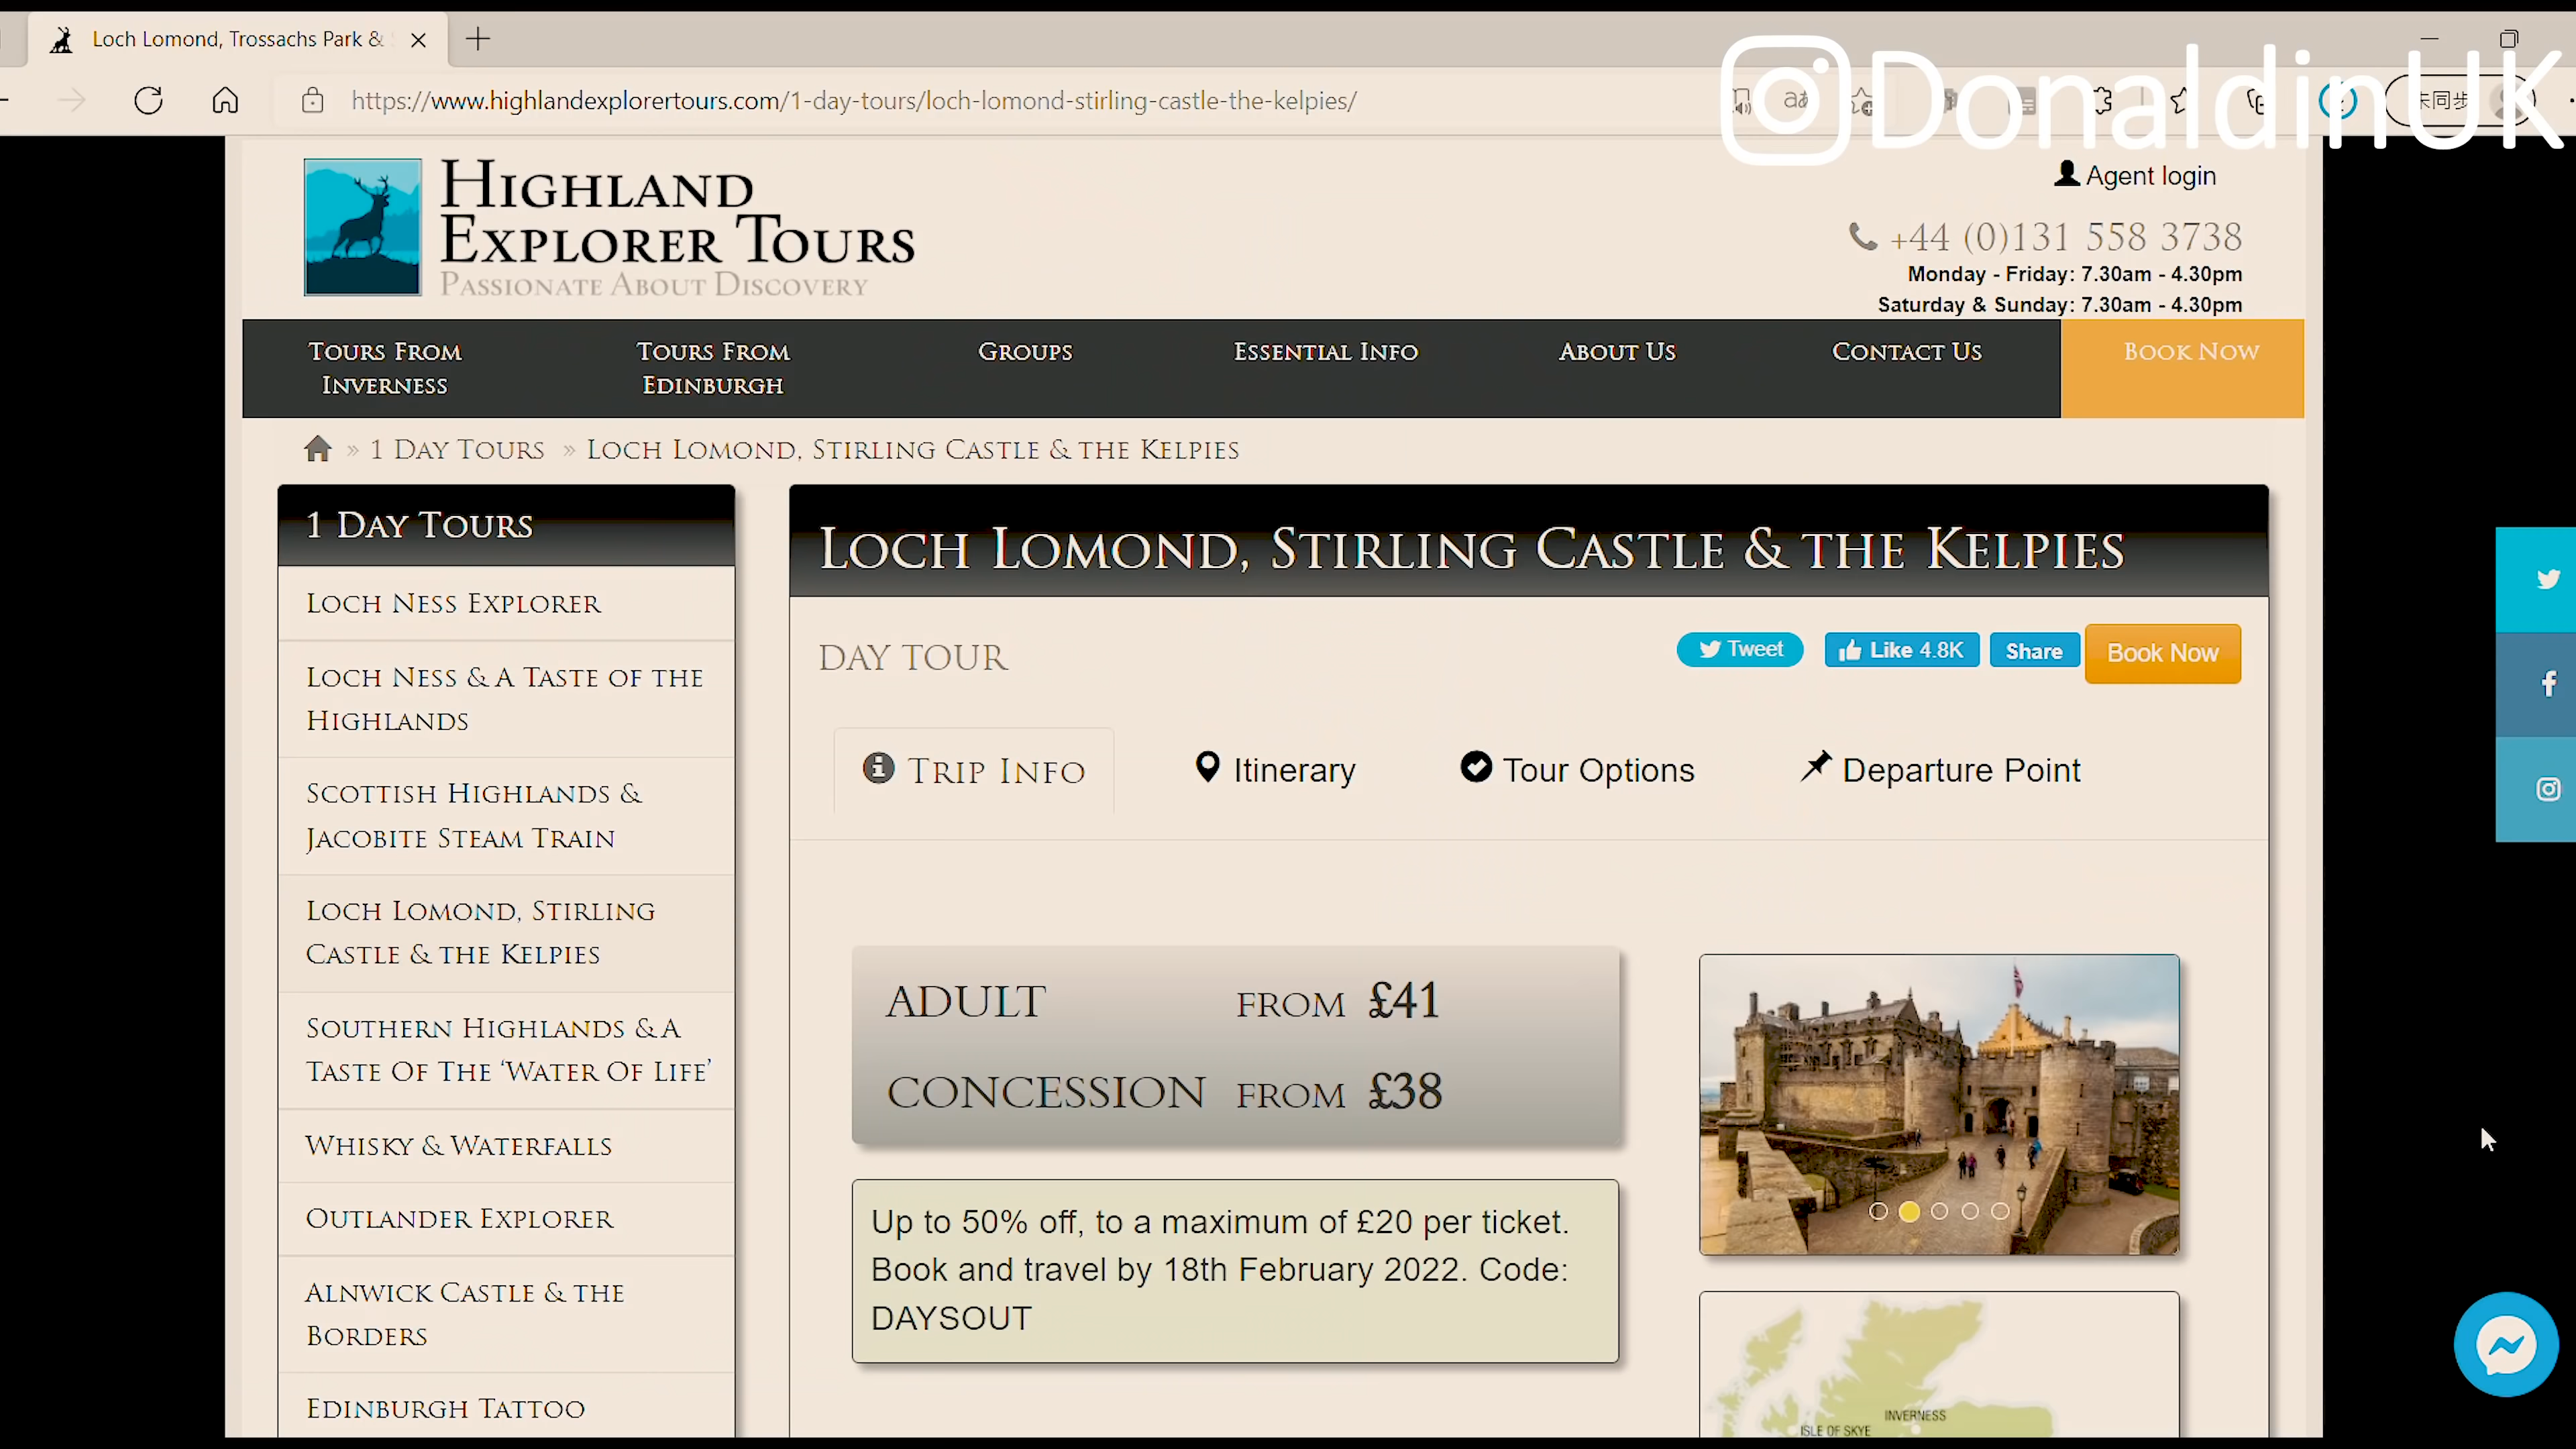 Loch Lomond, Trossachs Park &
https://www.highlandexplorertours.com/1-day-tours/loch-lomond-stirling-castle-the-kelpies/
未同步
DonaldinUK
Highland
Explorer Tours
Passionate About Discovery
Agent login
+44 (0)131 558 3738
Monday - Friday: 7.30am - 4.30pm
Saturday & Sunday: 7.30am - 4.30pm
Tours From
Inverness
Tours From
Edinburgh
Groups
Essential Info
About Us
Contact Us
Book Now
» 1 Day Tours » Loch Lomond, Stirling Castle & the Kelpies
1 Day Tours
Loch Ness Explorer
Loch Ness & A Taste of the
Highlands
Scottish Highlands &
Jacobite Steam Train
Loch Lomond, Stirling
Castle & the Kelpies
Southern Highlands & A
Taste Of The ‘Water Of Life’
Whisky & Waterfalls
Outlander Explorer
Alnwick Castle & the
Borders
Edinburgh Tattoo
Loch Lomond, Stirling Castle & the Kelpies
DAY TOUR
Tweet
Like 4.8K
Share
Book Now
Trip Info
Itinerary
Tour Options
Departure Point
ADULT FROM £41
CONCESSION FROM £38
Up to 50% off, to a maximum of £20 per ticket.
Book and travel by 18th February 2022. Code:
DAYSOUT
INVERNESS
ISLE OF SKYE